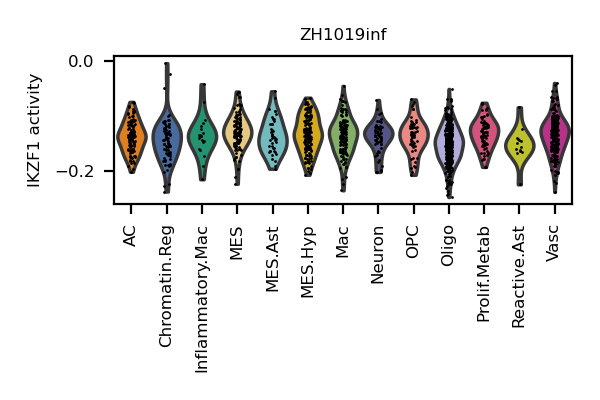 ZH1019inf
IKZF1 activity
0.0
−0.2
AC
Chromatin.Reg
Inflammatory.Mac
MES
MES.Ast
MES.Hyp
Mac
Neuron
OPC
Oligo
Prolif.Metab
Reactive.Ast
Vasc